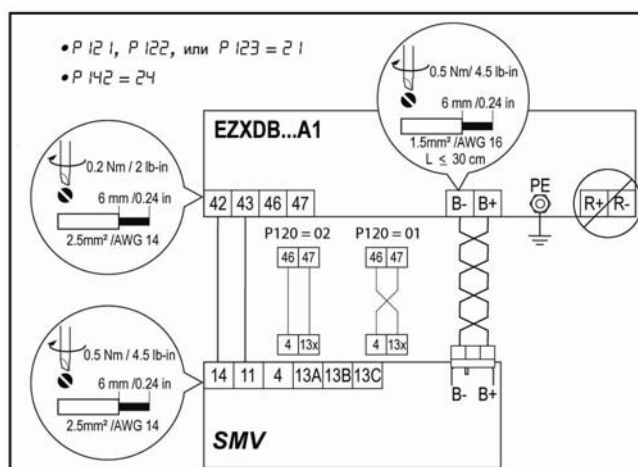 • P 121, P 122, или P 123 = 21
• P 142 = 24
0.5 Nm/ 4.5 lb-in
6 mm /0.24 in
1.5mm² /AWG 16
L ≤ 30 cm
EZXDB...A1
0.2 Nm / 2 lb-in
6 mm /0.24 in
2.5mm² /AWG 14
42 43 46 47
B- B+
PE
R+ R-
P120 = 02 P120 = 01
46 47 46 47
4 13x 4 13x
0.5 Nm / 4.5 lb-in
6 mm /0.24 in
2.5mm² /AWG 14
14 11 4 13A 13B 13C
B- B+
SMV